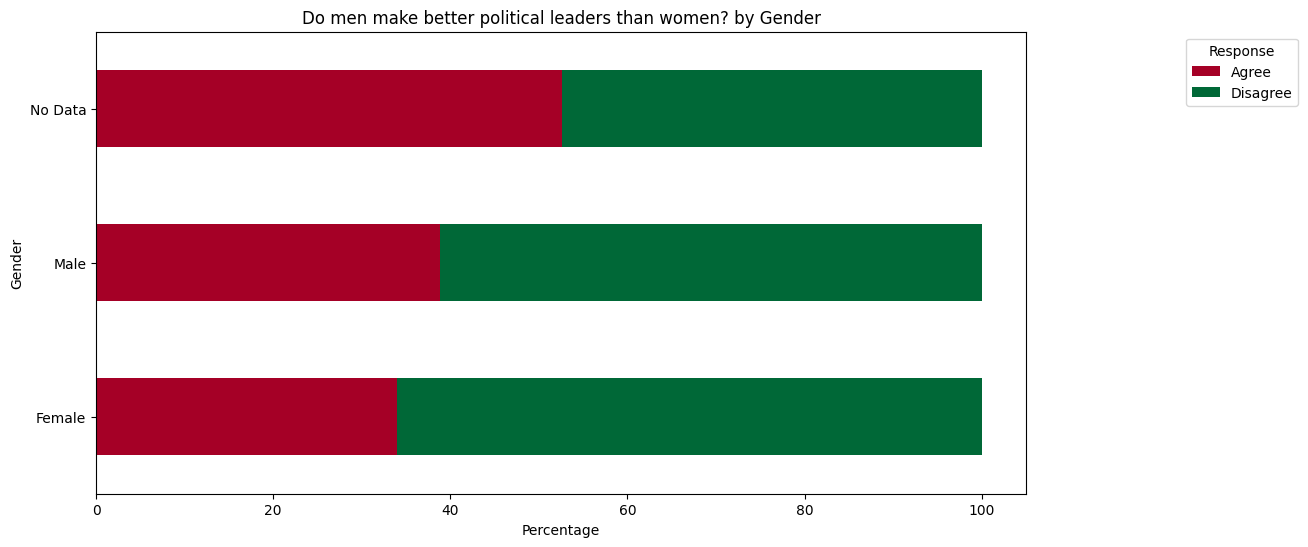 Do men make better political leaders than women? by Gender
Response
Agree
Disagree
No Data
Male
Female
Gender
0 20 40 60 80 100
Percentage